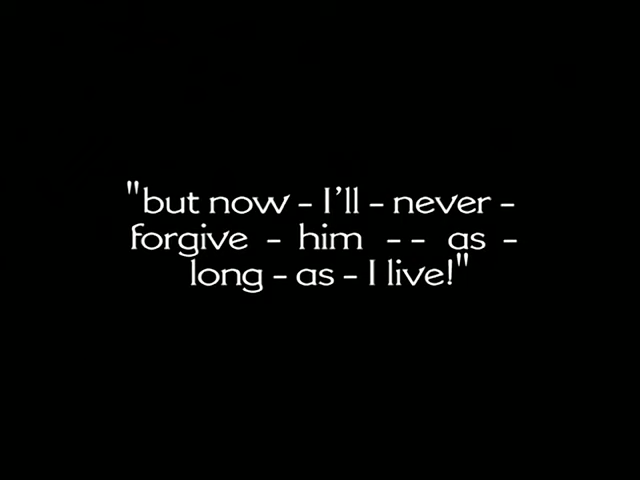 "but now - I'll - never -
forgive - him - - as -
long - as - I live!"